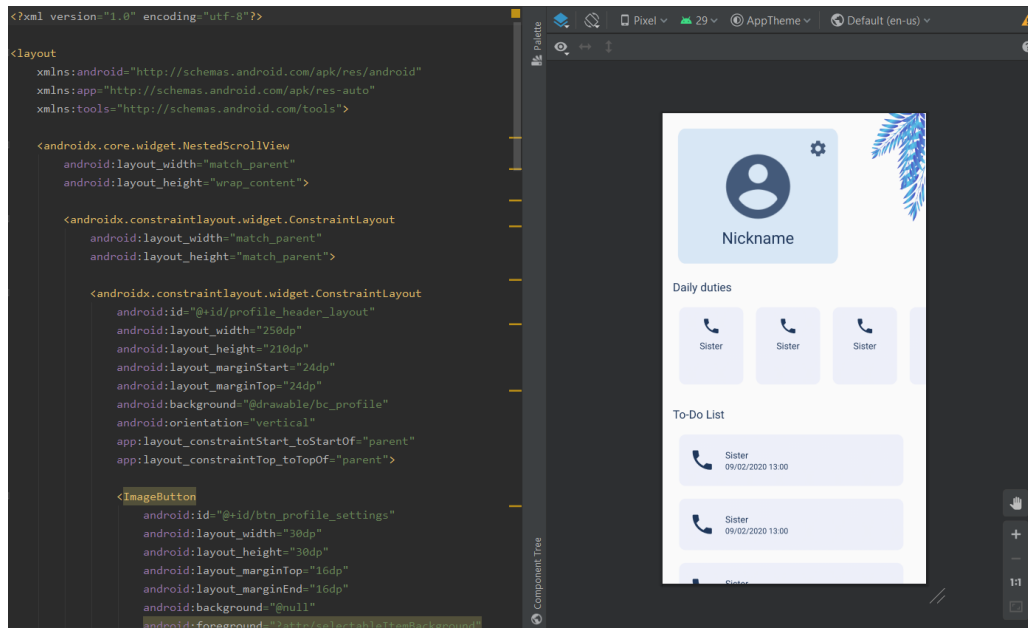 <?xml version="1.0" encoding="utf-8"?>
<layout
xmlns:android="http://schemas.android.com/apk/res/android"
xmlns:app="http://schemas.android.com/apk/res-auto"
xmlns:tools="http://schemas.android.com/tools">
<androidx.core.widget.NestedScrollView
android:layout_width="match_parent"
android:layout_height="wrap_content">
<androidx.constraintlayout.widget.ConstraintLayout
android:layout_width="match_parent"
android:layout_height="match_parent">
<androidx.constraintlayout.widget.ConstraintLayout
android:id="@+id/profile_header_layout"
android:layout_width="250dp"
android:layout_height="210dp"
android:layout_marginStart="24dp"
android:layout_marginTop="24dp"
android:background="@drawable/bc_profile"
android:orientation="vertical"
app:layout_constraintStart_toStartOf="parent"
app:layout_constraintTop_toTopOf="parent">
<ImageButton
android:id="@+id/btn_profile_settings"
android:layout_width="30dp"
android:layout_height="30dp"
android:layout_marginTop="16dp"
android:layout_marginEnd="16dp"
android:background="@null"
android:foreground="?attr/selectableItemBackground"
Palette
Component Tree
Pixel 29 AppTheme Default (en-us)
Nickname
Daily duties
Sister Sister Sister
To-Do List
Sister
09/02/2020 13:00
Sister
09/02/2020 13:00
Sister
1:1